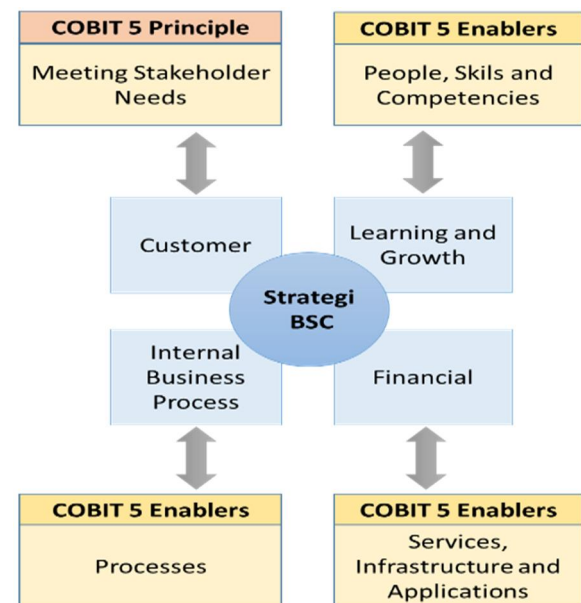 COBIT 5 Principle
Meeting Stakeholder
Needs
COBIT 5 Enablers
People, Skils and
Competencies
Customer
Learning and
Growth
Strategi
BSC
Internal
Business
Process
Financial
COBIT 5 Enablers
Processes
COBIT 5 Enablers
Services,
Infrastructure and
Applications